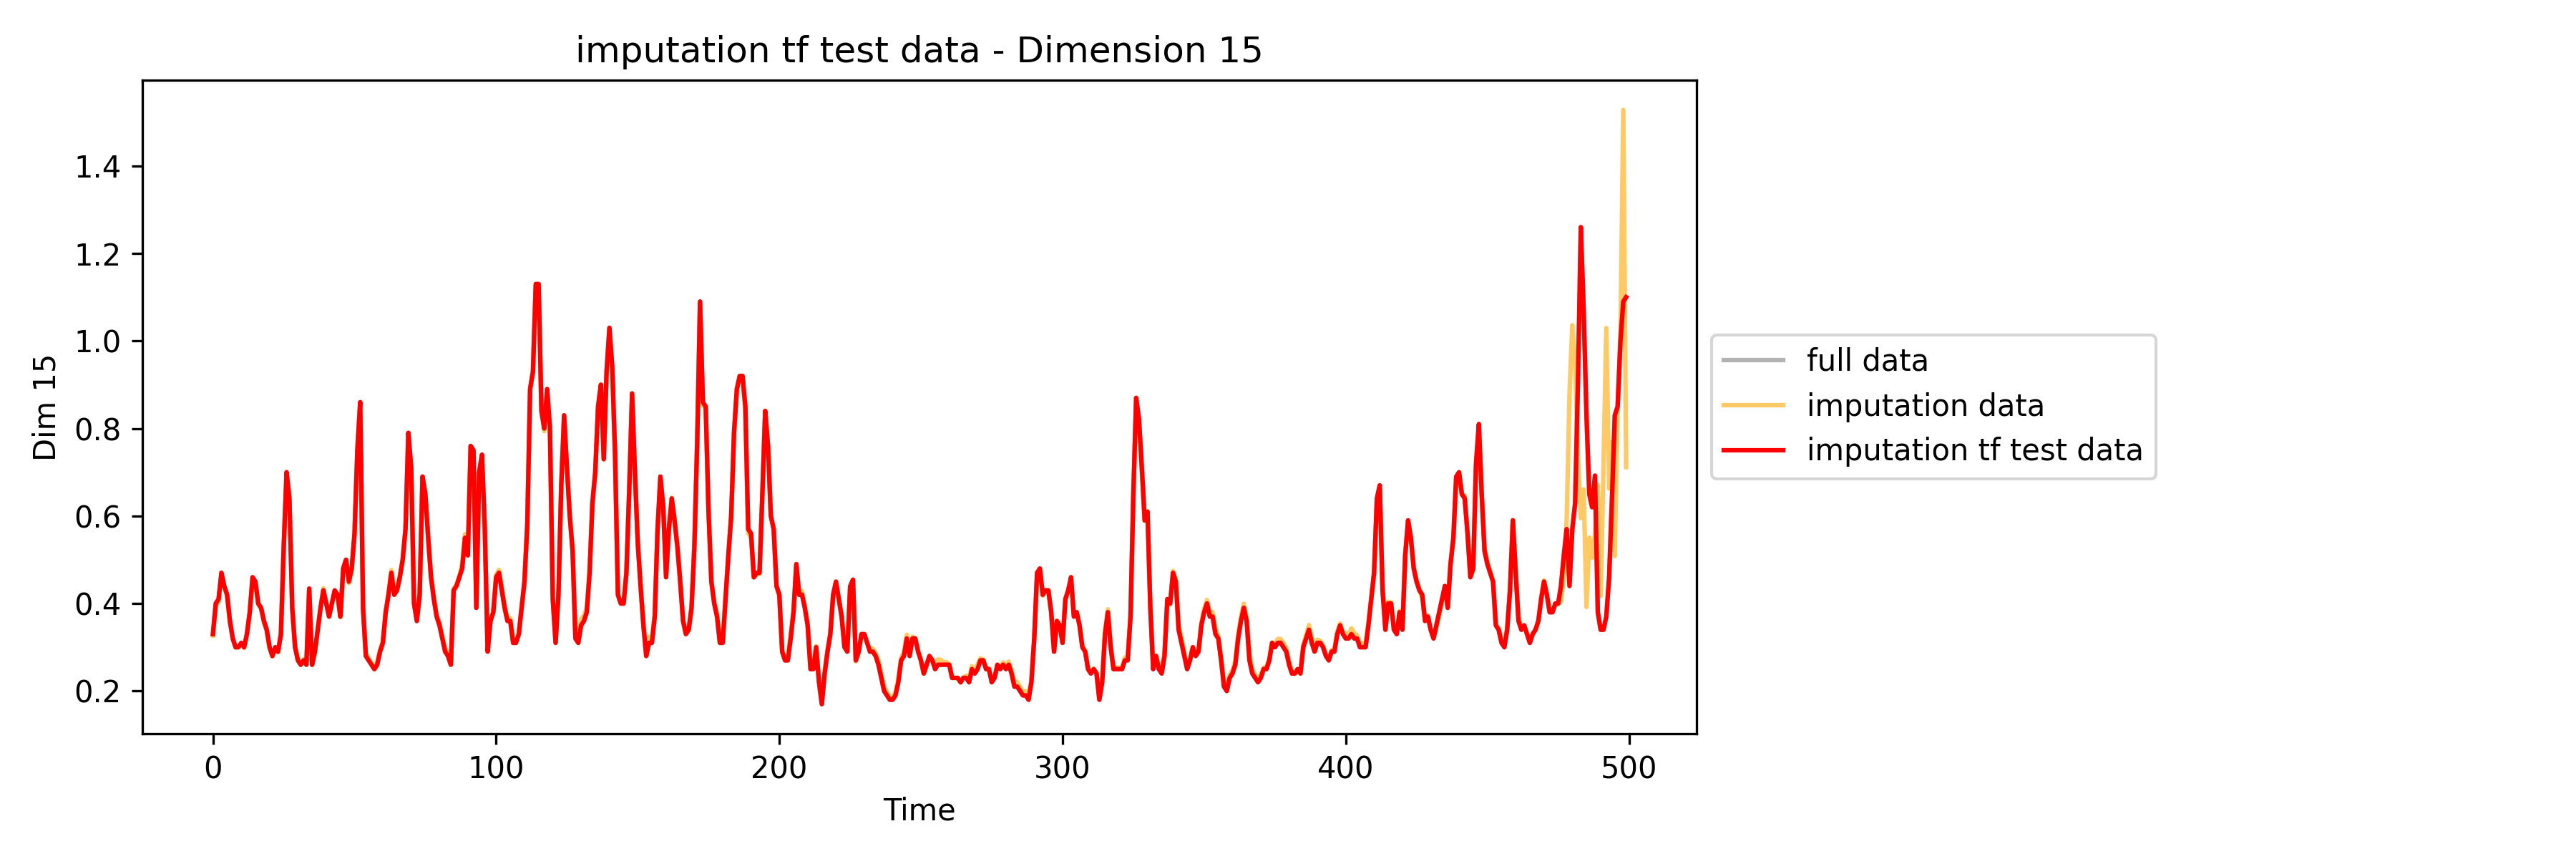 imputation tf test data - Dimension 15
1.4
1.2
1.0
0.8
0.6
0.4
0.2
Dim 15
0 100 200 300 400 500
Time
full data
imputation data
imputation tf test data